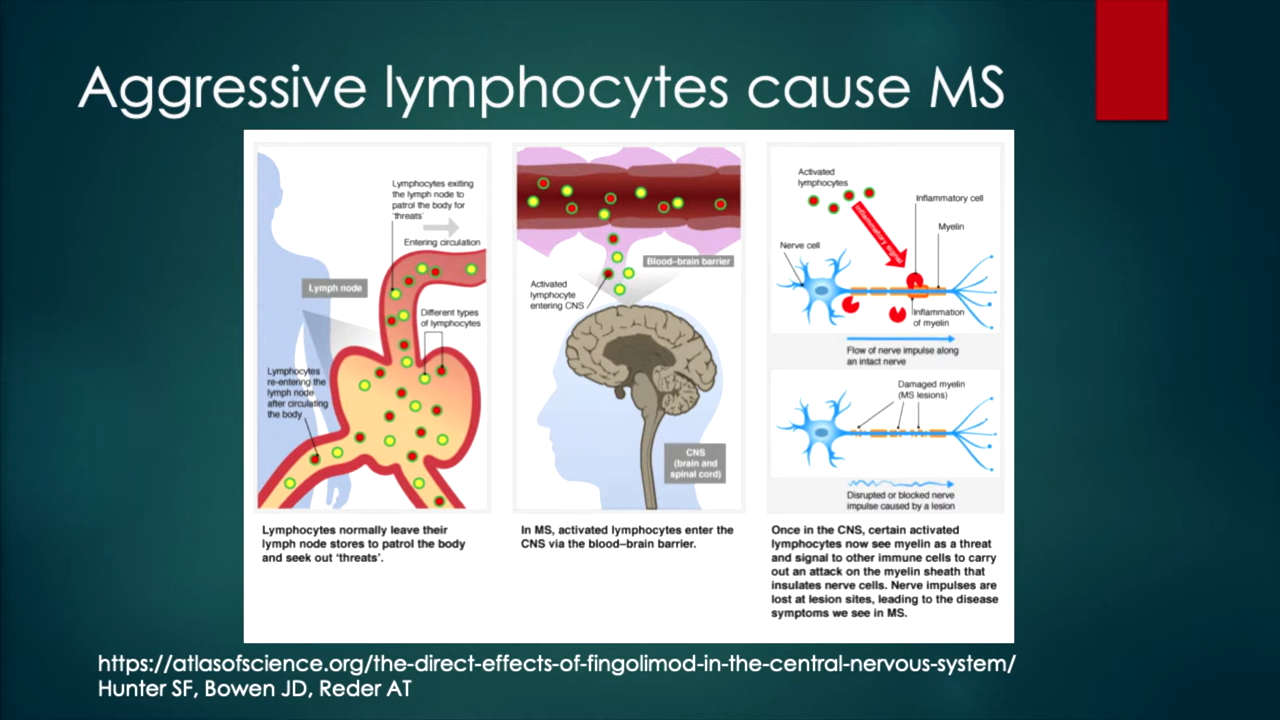 Aggressive lymphocytes cause MS
Lymphocytes exiting
the lymph node to
patrol the body for
'threats'
Entering circulation
Lymph node
Different types
of lymphocytes
Lymphocytes
re-entering the
lymph node
after circulating
the body
Lymphocytes normally leave their
lymph node stores to patrol the body
and seek out 'threats'.
Blood–brain barrier
Activated
lymphocyte
entering CNS
CNS
(brain and
spinal cord)
In MS, activated lymphocytes enter the
CNS via the blood–brain barrier.
Activated
lymphocytes
Inflammatory cell
Inflammatory signal
Myelin
Nerve cell
Inflammation
of myelin
Flow of nerve impulse along
an intact nerve
Damaged myelin
(MS lesions)
Disrupted or blocked nerve
impulse caused by a lesion
Once in the CNS, certain activated
lymphocytes now see myelin as a threat
and signal to other immune cells to carry
out an attack on the myelin sheath that
insulates nerve cells. Nerve impulses are
lost at lesion sites, leading to the disease
symptoms we see in MS.
https://atlasofscience.org/the-direct-effects-of-fingolimod-in-the-central-nervous-system/
Hunter SF, Bowen JD, Reder AT